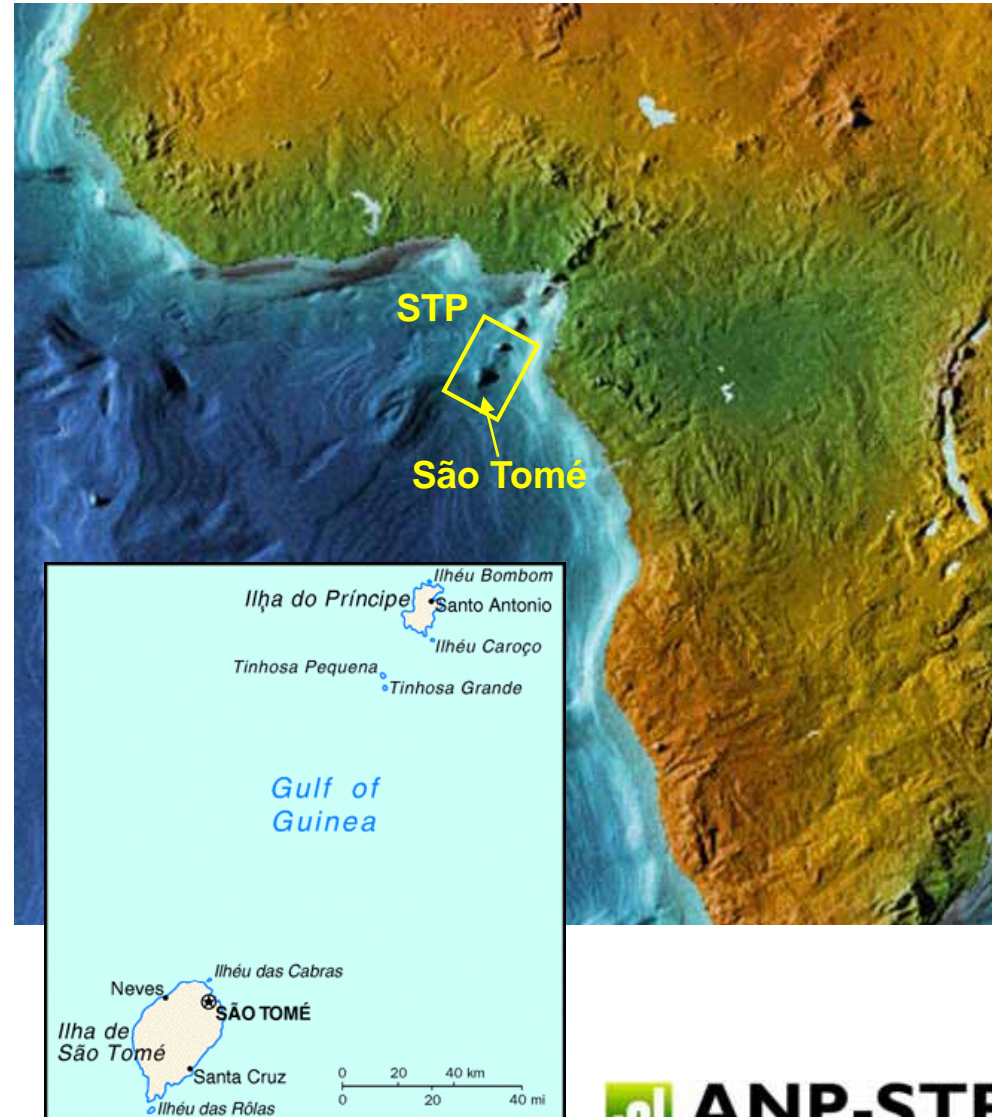 STP
São Tomé
Ilhéu Bombom
Ilha do Príncipe
Santo Antonio
Ilhéu Caroço
Tinhosa Pequena
Tinhosa Grande
Gulf of
Guinea
Ilhéu das Cabras
Neves
SÃO TOMÉ
Ilha de
São Tomé
Santa Cruz
0 20 40 km
0 20 40 mi
Ilhéu das Rôlas
ANP-STP